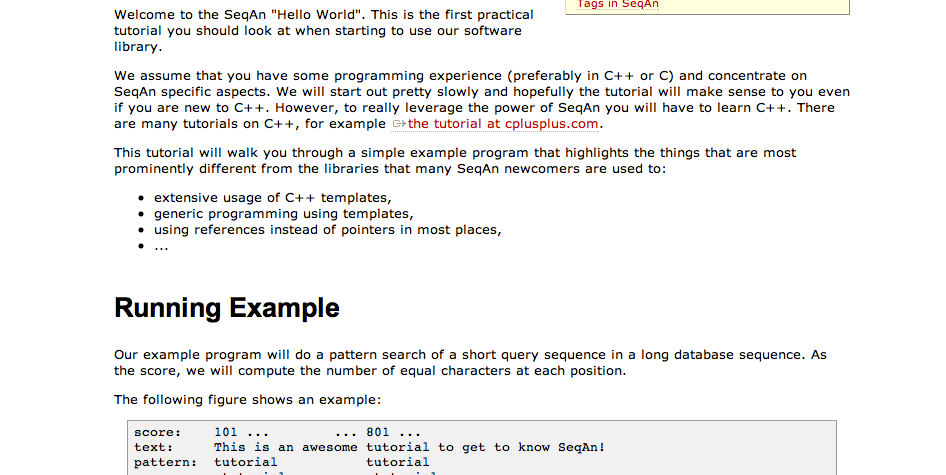 Tags in SeqAn
Welcome to the SeqAn "Hello World". This is the first practical
tutorial you should look at when starting to use our software
library.
We assume that you have some programming experience (preferably in C++ or C) and concentrate on
SeqAn specific aspects. We will start out pretty slowly and hopefully the tutorial will make sense to you even
if you are new to C++. However, to really leverage the power of SeqAn you will have to learn C++. There
are many tutorials on C++, for example the tutorial at cplusplus.com.
This tutorial will walk you through a simple example program that highlights the things that are most
prominently different from the libraries that many SeqAn newcomers are used to:
• extensive usage of C++ templates,
• generic programming using templates,
• using references instead of pointers in most places,
• ...
Running Example
Our example program will do a pattern search of a short query sequence in a long database sequence. As
the score, we will compute the number of equal characters at each position.
The following figure shows an example:
score:    101 ...        ... 801 ...
text:     This is an awesome tutorial to get to know SeqAn!
pattern:  tutorial           tutorial